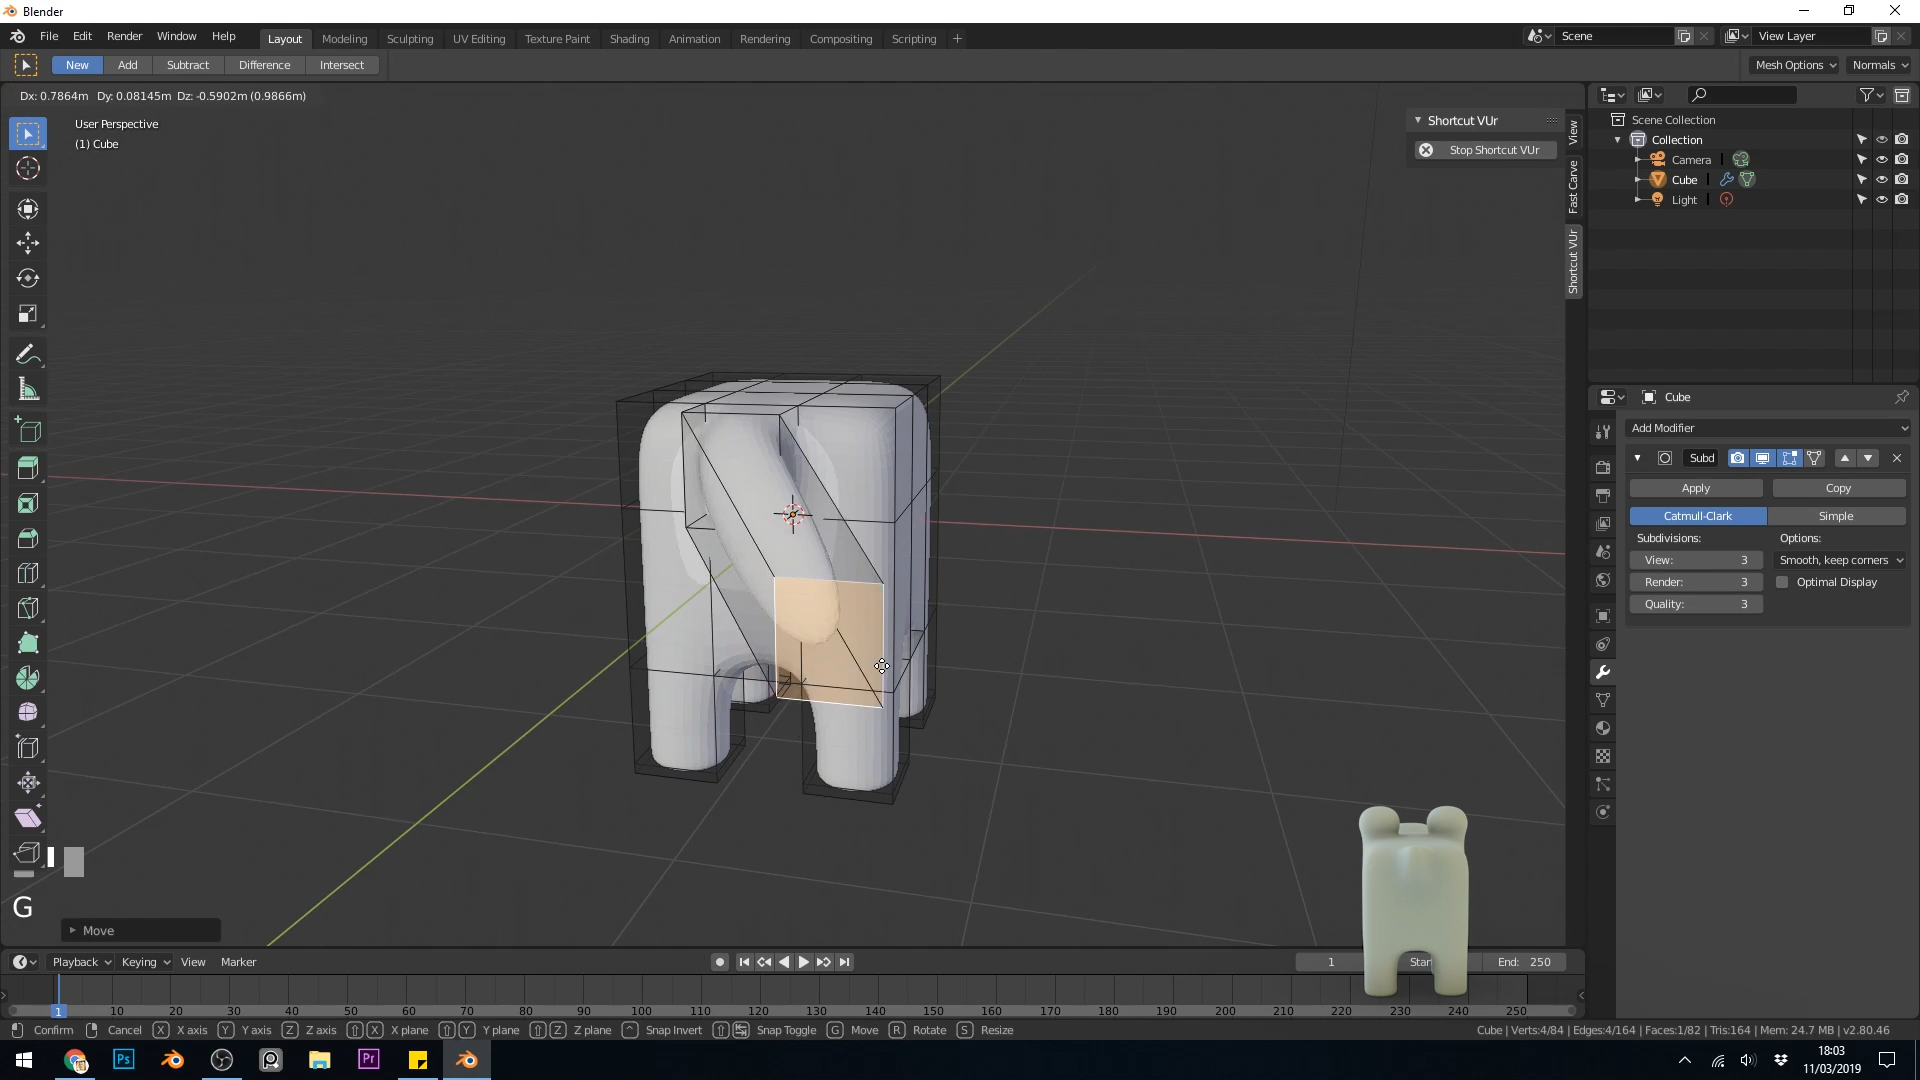 Blender
File Edit Render Window Help
Layout Modeling Sculpting UV Editing Texture Paint Shading Animation Rendering Compositing Scripting +
Scene
View Layer
New Add Subtract Difference Intersect
Mesh Options Normals
Dx: 0.7864m Dy: 0.08145m Dz: -0.5902m (0.9866m)
User Perspective
(1) Cube
Shortcut VUr
Stop Shortcut VUr
View
Fast Carve
Shortcut VUr
Scene Collection
Collection
Camera
Cube
Light
Cube
Add Modifier
Subd
Apply Copy
Catmull-Clark Simple
Subdivisions: Options:
View: 3 Smooth, keep corners
Render: 3 Optimal Display
Quality: 3
G
Move
Playback Keying View Marker
1 Star End: 250
1 10 20 30 40 50 60 70 80 90 100 110 120 130 140 150 160 170 180 190 200 210 220 230 240 250
Confirm Cancel X X axis Y Y axis Z Z axis X X plane Y Y plane Z Z plane Snap Invert Snap Toggle G Move R Rotate S Resize
Cube | Verts:4/84 | Edges:4/164 | Faces:1/82 | Tris:164 | Mem: 24.7 MB | v2.80.46
Ps
Pr
18:03
11/03/2019